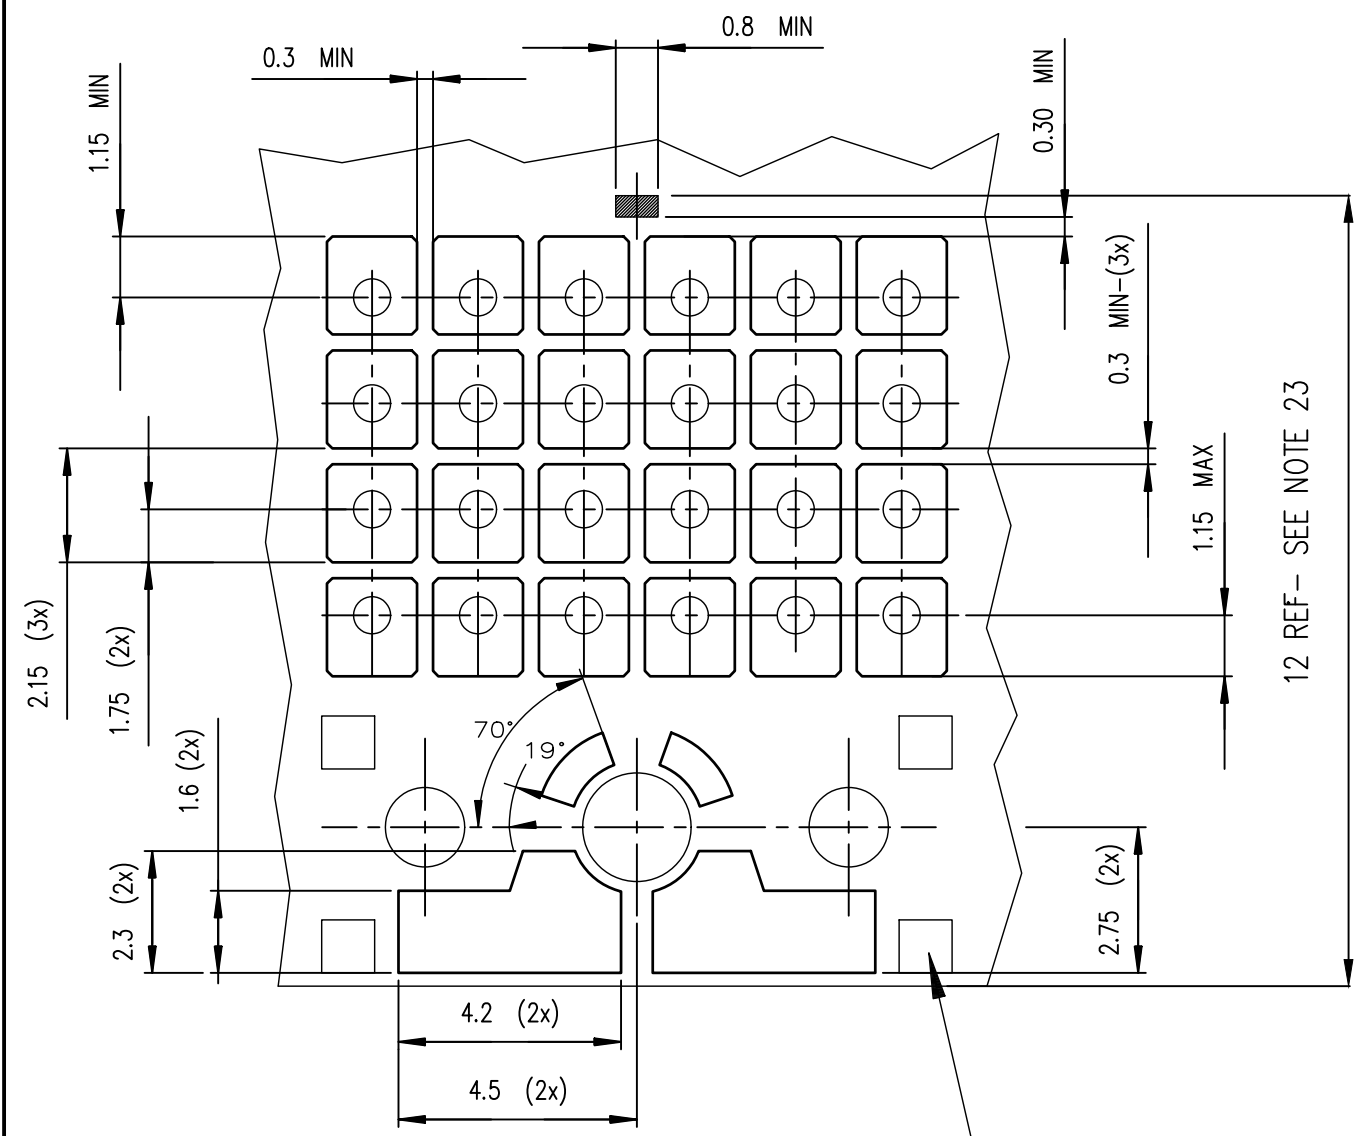 0.8 MIN
0.3 MIN
1.15 MIN
0.30 MIN
0.3 MIN-(3x)
1.15 MAX
12 REF- SEE NOTE 23
2.15 (3x)
1.75 (2x)
1.6 (2x)
70°
19°
2.3 (2x)
2.75 (2x)
4.2 (2x)
4.5 (2x)